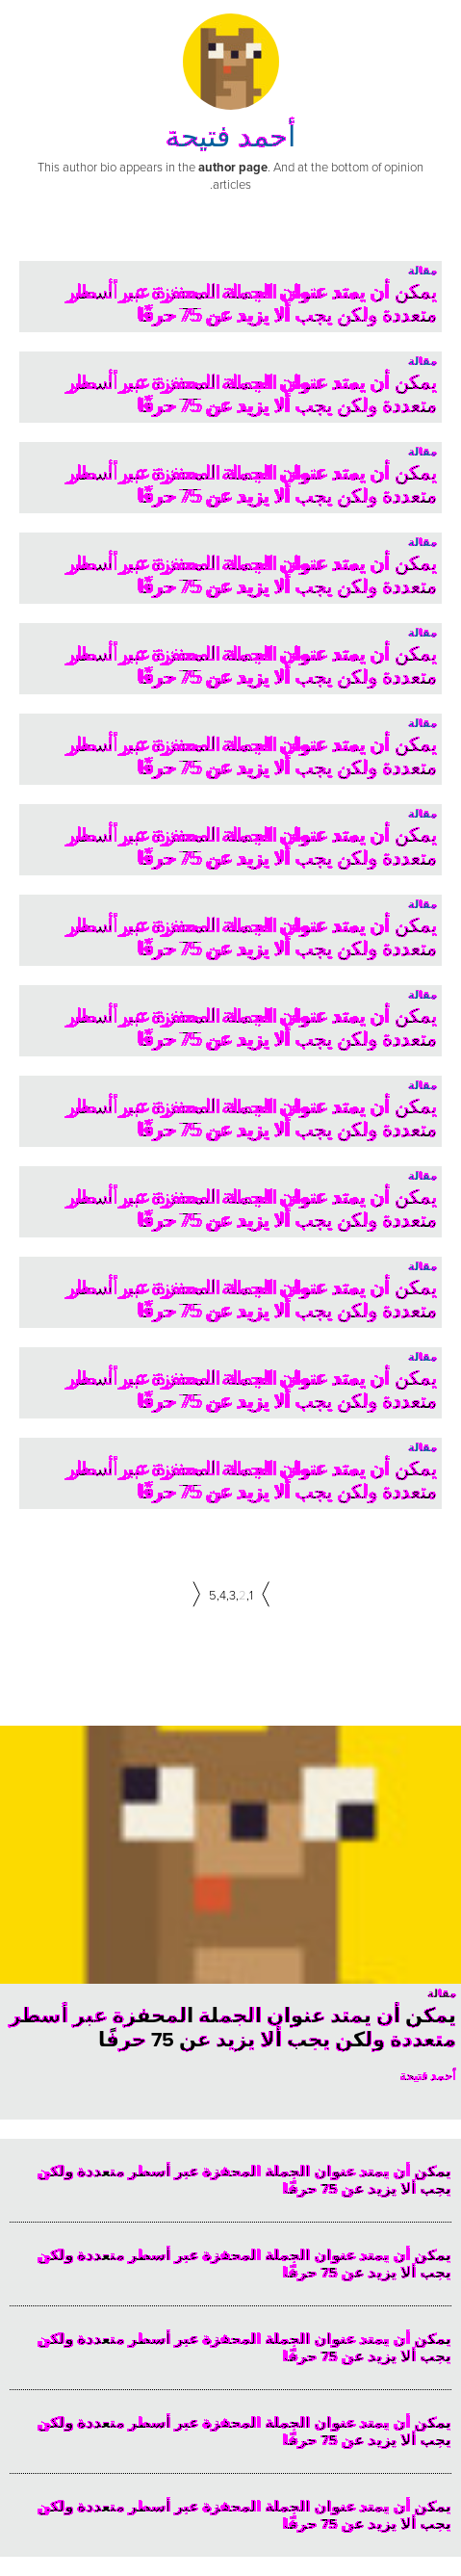 أحمد فتيحة
This author bio appears in the author page. And at the bottom of opinion
articles.
مقالة
يمكن أن يمتد عنوان الجملة المحفزة عبر أسطر
متعددة ولكن يجب ألا يزيد عن 75 حرفًا
مقالة
يمكن أن يمتد عنوان الجملة المحفزة عبر أسطر
متعددة ولكن يجب ألا يزيد عن 75 حرفًا
مقالة
يمكن أن يمتد عنوان الجملة المحفزة عبر أسطر
متعددة ولكن يجب ألا يزيد عن 75 حرفًا
مقالة
يمكن أن يمتد عنوان الجملة المحفزة عبر أسطر
متعددة ولكن يجب ألا يزيد عن 75 حرفًا
مقالة
يمكن أن يمتد عنوان الجملة المحفزة عبر أسطر
متعددة ولكن يجب ألا يزيد عن 75 حرفًا
مقالة
يمكن أن يمتد عنوان الجملة المحفزة عبر أسطر
متعددة ولكن يجب ألا يزيد عن 75 حرفًا
مقالة
يمكن أن يمتد عنوان الجملة المحفزة عبر أسطر
متعددة ولكن يجب ألا يزيد عن 75 حرفًا
مقالة
يمكن أن يمتد عنوان الجملة المحفزة عبر أسطر
متعددة ولكن يجب ألا يزيد عن 75 حرفًا
مقالة
يمكن أن يمتد عنوان الجملة المحفزة عبر أسطر
متعددة ولكن يجب ألا يزيد عن 75 حرفًا
مقالة
يمكن أن يمتد عنوان الجملة المحفزة عبر أسطر
متعددة ولكن يجب ألا يزيد عن 75 حرفًا
مقالة
يمكن أن يمتد عنوان الجملة المحفزة عبر أسطر
متعددة ولكن يجب ألا يزيد عن 75 حرفًا
مقالة
يمكن أن يمتد عنوان الجملة المحفزة عبر أسطر
متعددة ولكن يجب ألا يزيد عن 75 حرفًا
مقالة
يمكن أن يمتد عنوان الجملة المحفزة عبر أسطر
متعددة ولكن يجب ألا يزيد عن 75 حرفًا
مقالة
يمكن أن يمتد عنوان الجملة المحفزة عبر أسطر
متعددة ولكن يجب ألا يزيد عن 75 حرفًا
5,4,3,2,1
مقالة
يمكن أن يمتد عنوان الجملة المحفزة عبر أسطر
متعددة ولكن يجب ألا يزيد عن 75 حرفًا
أحمد فتيحة
يمكن أن يمتد عنوان الجملة المحفزة عبر أسطر متعددة ولكن
يجب ألا يزيد عن 75 حرفًا
يمكن أن يمتد عنوان الجملة المحفزة عبر أسطر متعددة ولكن
يجب ألا يزيد عن 75 حرفًا
يمكن أن يمتد عنوان الجملة المحفزة عبر أسطر متعددة ولكن
يجب ألا يزيد عن 75 حرفًا
يمكن أن يمتد عنوان الجملة المحفزة عبر أسطر متعددة ولكن
يجب ألا يزيد عن 75 حرفًا
يمكن أن يمتد عنوان الجملة المحفزة عبر أسطر متعددة ولكن
يجب ألا يزيد عن 75 حرفًا